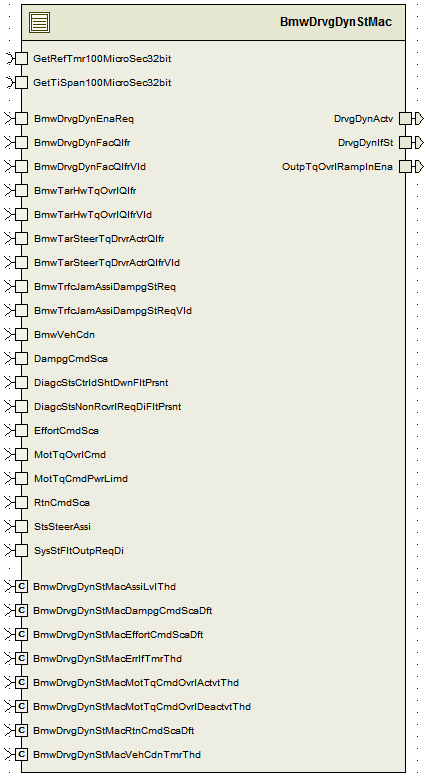 BmwDrvgDynStMac
GetRefTmr100MicroSec32bit
GetTiSpan100MicroSec32bit
BmwDrvgDynEnaReq
DrvgDynActv
BmwDrvgDynFacQlfr
DrvgDynIfSt
BmwDrvgDynFacQlfrVld
OutpTqOvrlRampInEna
BmwTarHwTqOvrlQlfr
BmwTarHwTqOvrlQlfrVld
BmwTarSteerTqDrvrActrQlfr
BmwTarSteerTqDrvrActrQlfrVld
BmwTrfcJamAssiDampgStReq
BmwTrfcJamAssiDampgStReqVld
BmwVehCdn
DampgCmdSca
DiagcStsCtrldShtDwnFltPrsnt
DiagcStsNonRcvrlReqDiFltPrsnt
EffortCmdSca
MotTqOvrlCmd
MotTqCmdPwrLimd
RtnCmdSca
StsSteerAssi
SysStFltOutpReqDi
C BmwDrvgDynStMacAssiLvlThd
C BmwDrvgDynStMacDampgCmdScaDft
C BmwDrvgDynStMacEffortCmdScaDft
C BmwDrvgDynStMacErrIfTmrThd
C BmwDrvgDynStMacMotTqCmdOvrlActvtThd
C BmwDrvgDynStMacMotTqCmdOvrlDeactvtThd
C BmwDrvgDynStMacRtnCmdScaDft
C BmwDrvgDynStMacVehCdnTmrThd